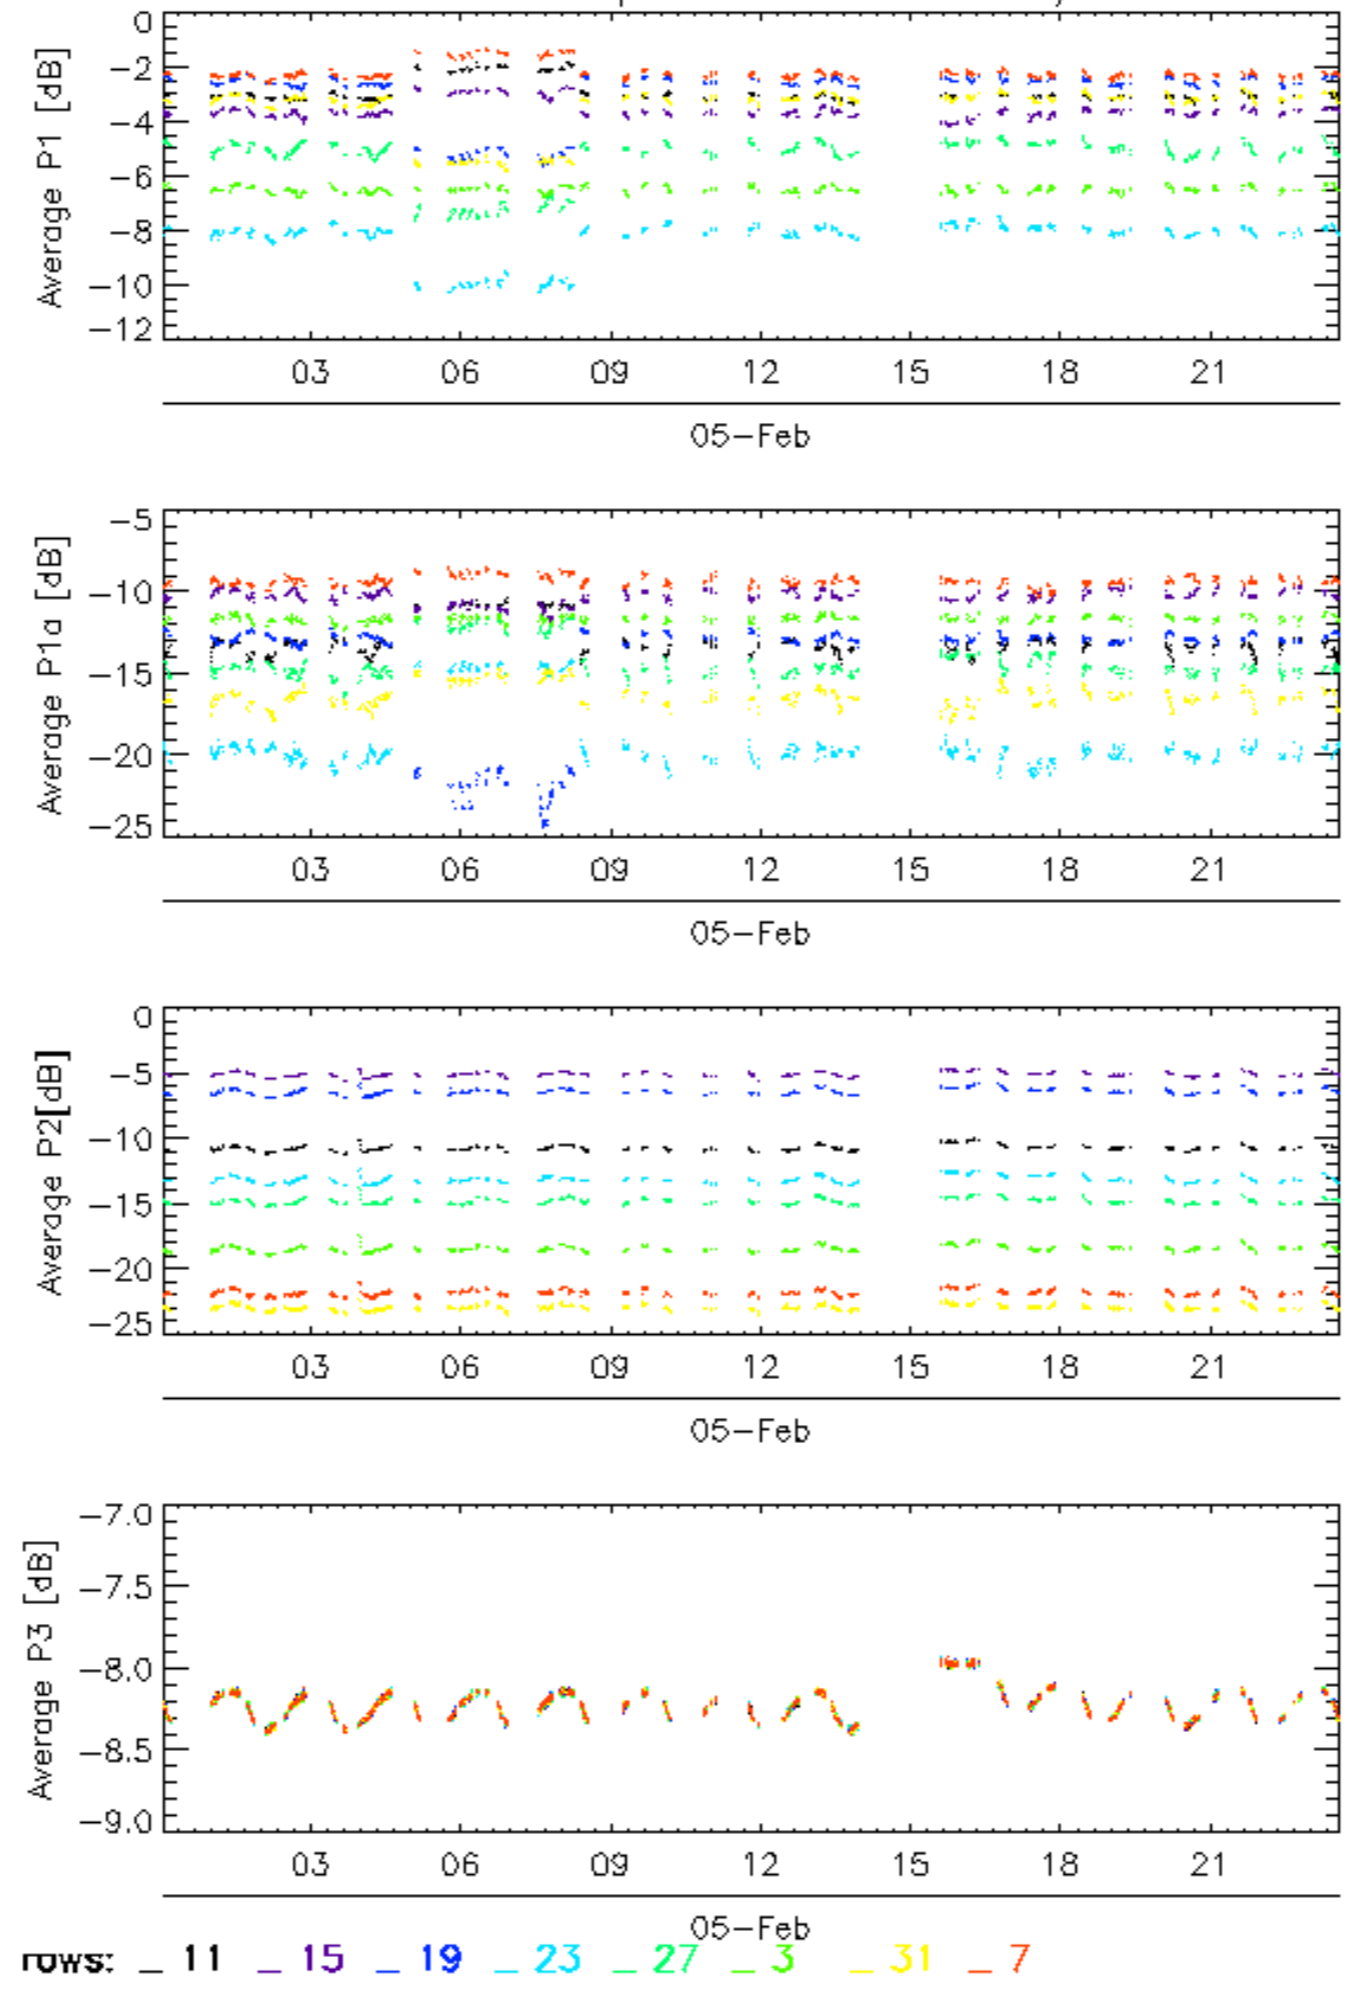 Average P1 [dB]
0
−2
−4
−6
−8
−10
−12
03 06 09 12 15 18 21
05−Feb
Average P1a [dB]
−5
−10
−15
−20
−25
03 06 09 12 15 18 21
05−Feb
Average P2[dB]
0
−5
−10
−15
−20
−25
03 06 09 12 15 18 21
05−Feb
Average P3 [dB]
−7.0
−7.5
−8.0
−8.5
−9.0
03 06 09 12 15 18 21
05−Feb
rows: _ 11 _ 15 _ 19 _ 23 _ 27 _ 3 _ 31 _ 7